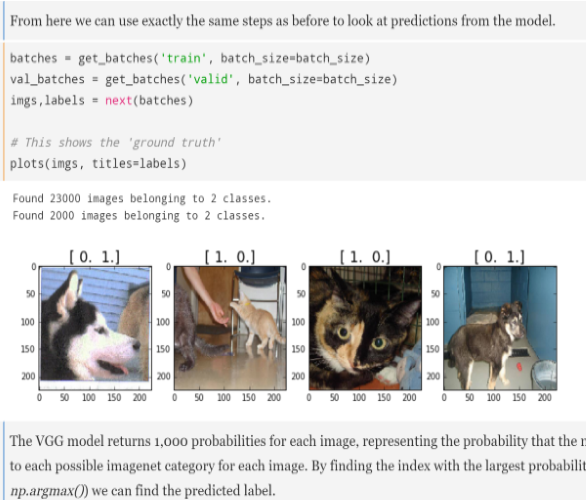 From here we can use exactly the same steps as before to look at predictions from the model.
batches = get_batches('train', batch_size=batch_size)
val_batches = get_batches('valid', batch_size=batch_size)
imgs,labels = next(batches)
# This shows the 'ground truth'
plots(imgs, titles=labels)
Found 23000 images belonging to 2 classes.
Found 2000 images belonging to 2 classes.
[ 0. 1.] [ 1. 0.] [ 1. 0.] [ 0. 1.]
0 0 0 0
50 50 50 50
100 100 100 100
150 150 150 150
200 200 200 200
0 50 100 150 200 0 50 100 150 200 0 50 100 150 200 0 50 100 150 200
The VGG model returns 1,000 probabilities for each image, representing the probability that the
to each possible imagenet category for each image. By finding the index with the largest
np.argmax()) we can find the predicted label.